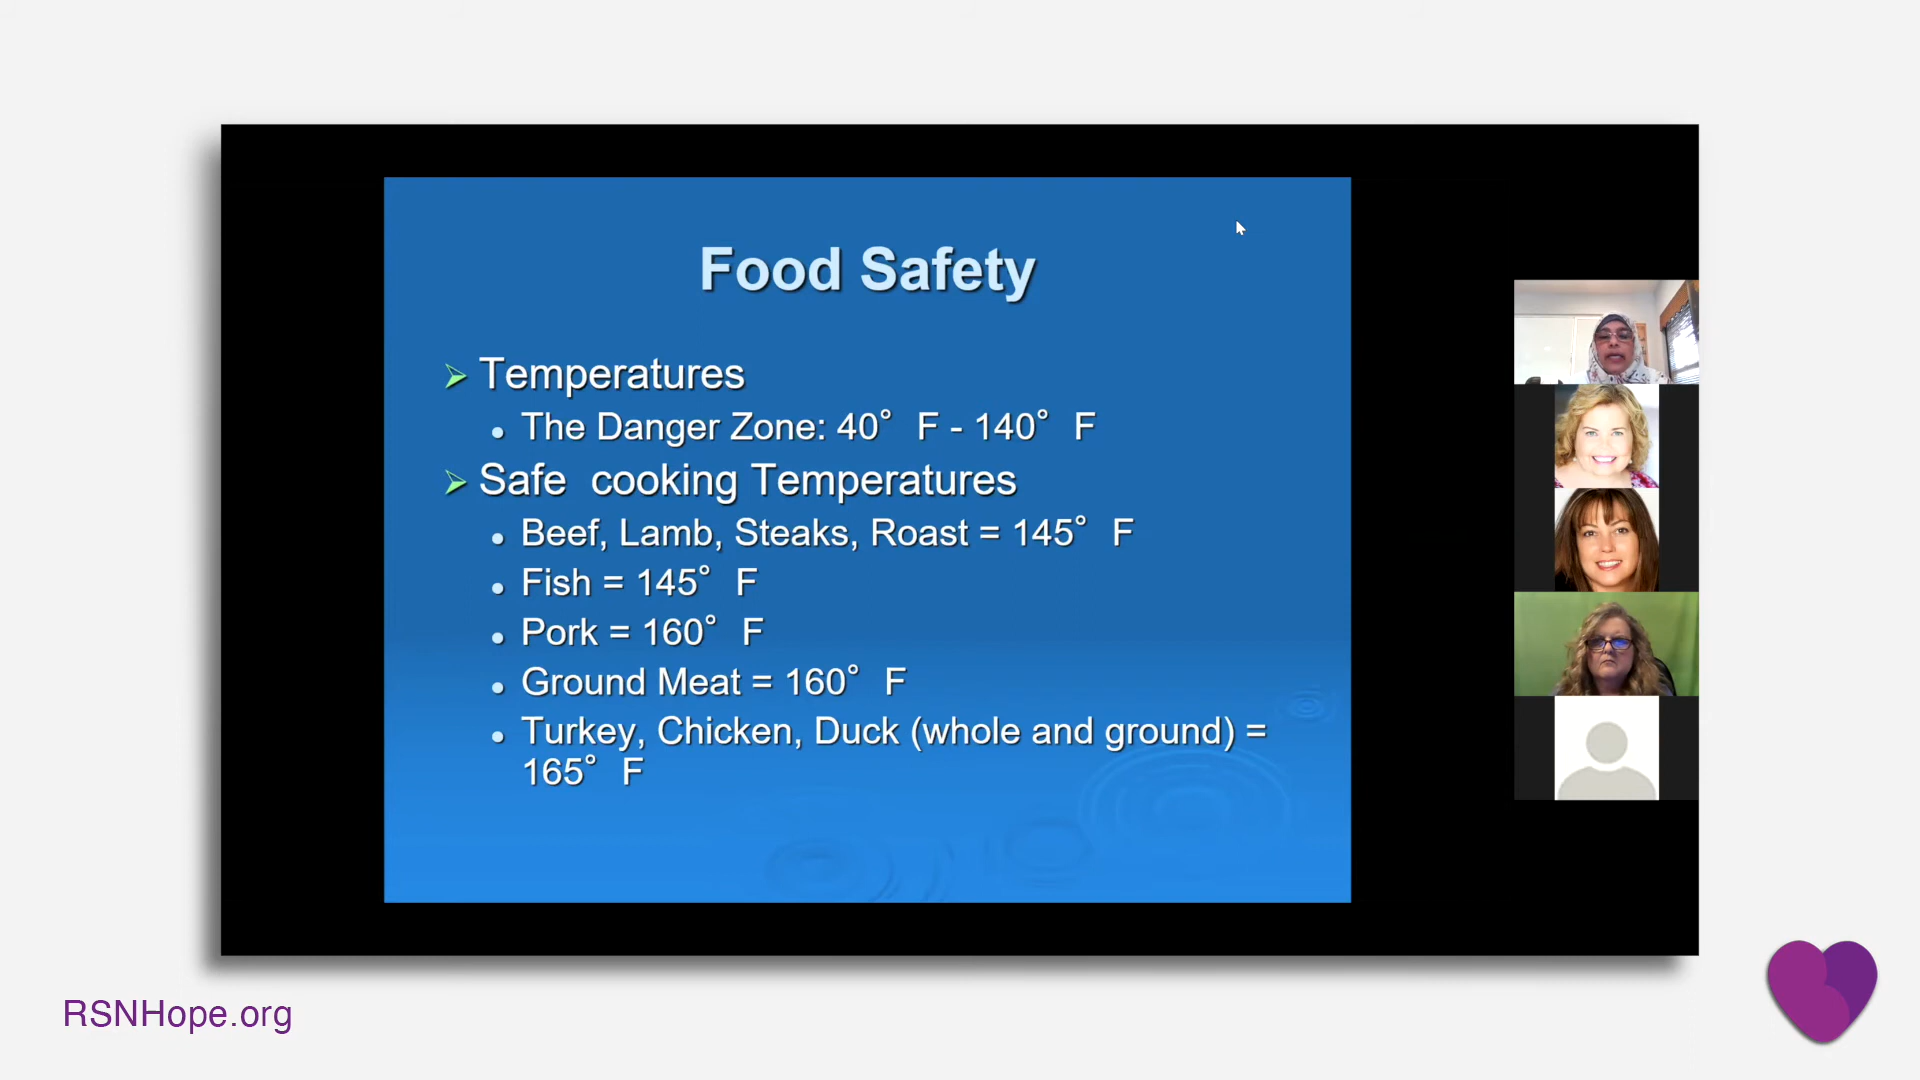 Food Safety
Temperatures
The Danger Zone: 40° F - 140° F
Safe cooking Temperatures
Beef, Lamb, Steaks, Roast = 145° F
Fish = 145° F
Pork = 160° F
Ground Meat = 160° F
Turkey, Chicken, Duck (whole and ground) =
165° F
RSNHope.org